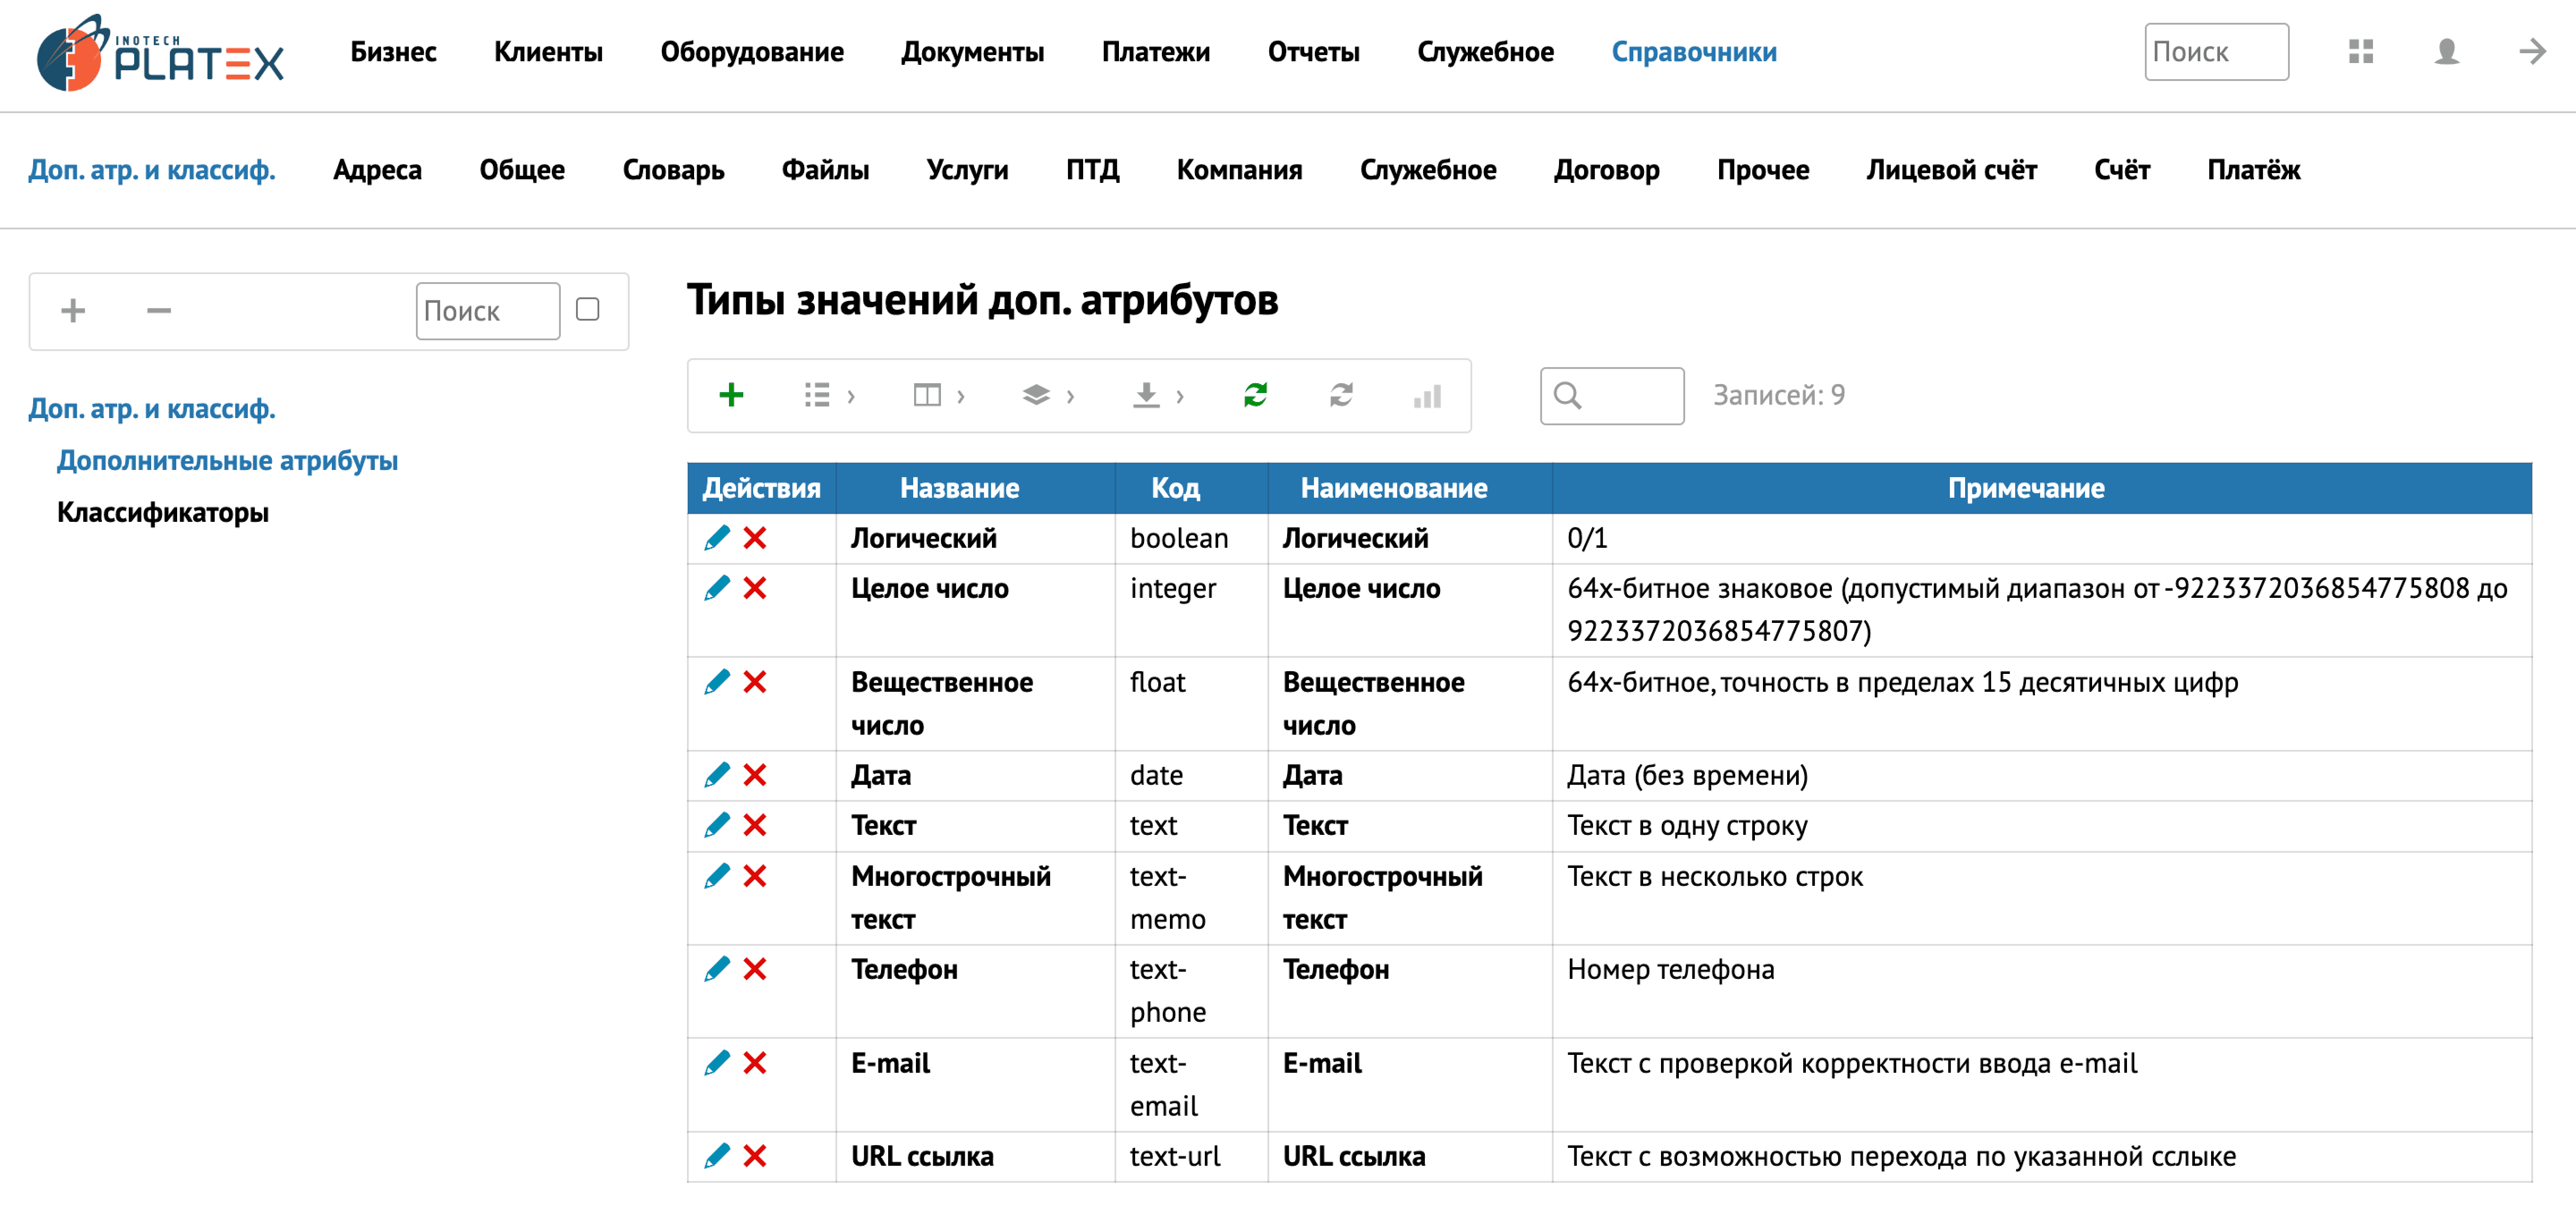 INOTECH
PLATEX
Бизнес Клиенты Оборудование Документы Платежи Отчеты Служебное Справочники Поиск
Доп. атр. и классиф. Адреса Общее Словарь Файлы Услуги ПТД Компания Служебное Договор Прочее Лицевой счёт Счёт Платёж
Поиск
Доп. атр. и классиф.
Дополнительные атрибуты
Классификаторы
Типы значений доп. атрибутов
Записей: 9
Действия Название Код Наименование Примечание
Логический boolean Логический 0/1
Целое число integer Целое число 64х-битное знаковое (допустимый диапазон от -9223372036854775808 до
9223372036854775807)
Вещественное float Вещественное 64х-битное, точность в пределах 15 десятичных цифр
число число
Дата date Дата Дата (без времени)
Текст text Текст Текст в одну строку
Многострочный text- Многострочный Текст в несколько строк
текст memo текст
Телефон text- Телефон Номер телефона
phone
E-mail text- E-mail Текст с проверкой корректности ввода e-mail
email
URL ссылка text-url URL ссылка Текст с возможностью перехода по указанной сслыке